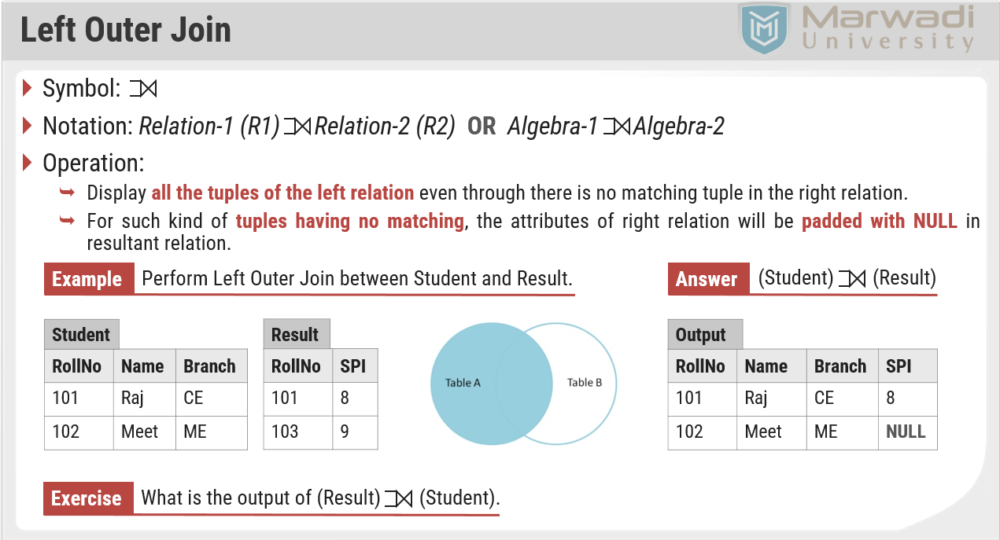 Left Outer Join
Marwadi
University
Symbol: ⟕
Notation: Relation-1 (R1) ⟕ Relation-2 (R2) OR Algebra-1 ⟕ Algebra-2
Operation:
Display all the tuples of the left relation even through there is no matching tuple in the right relation.
For such kind of tuples having no matching, the attributes of right relation will be padded with NULL in
resultant relation.
Example Perform Left Outer Join between Student and Result.
Answer (Student) ⟕ (Result)
Student
RollNo Name Branch
101 Raj CE
102 Meet ME
Result
RollNo SPI
101 8
103 9
Table A
Table B
Output
RollNo Name Branch SPI
101 Raj CE 8
102 Meet ME NULL
Exercise What is the output of (Result) ⟕ (Student).